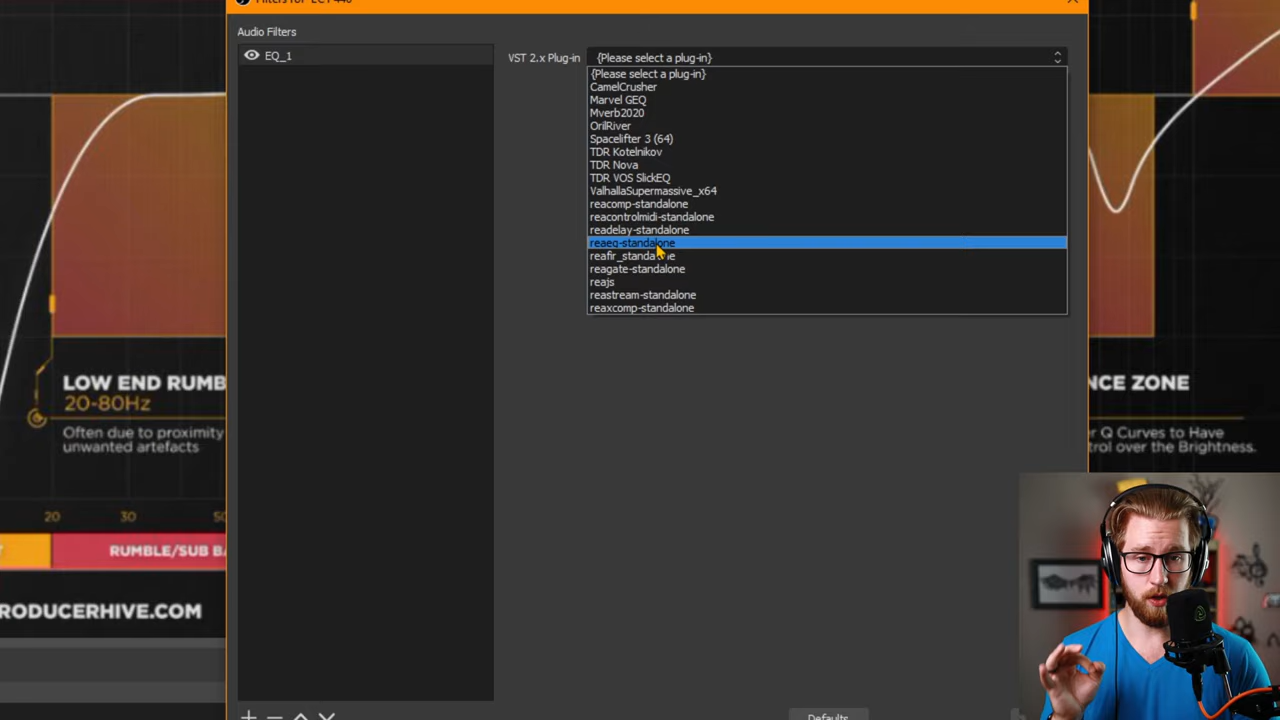 Audio Filters
EQ_1
VST 2.x Plug-in
{Please select a plug-in}
{Please select a plug-in}
CamelCrusher
Marvel GEQ
Mverb2020
OrilRiver
Spacelifter 3 (64)
TDR Kotelnikov
TDR Nova
TDR VOS SlickEQ
ValhallaSupermassive_x64
reacomp-standalone
reacontrolmidi-standalone
readelay-standalone
reaeq-standalone
reafir_standalone
reagate-standalone
reajs
reastream-standalone
reaxcomp-standalone
LOW END RUMB
20-80Hz
Often due to proximity
unwanted artefacts
20 30
RUMBLE/SUB BA
RODUCERHIVE.COM
NCE ZONE
r Q Curves to Have
trol over the Brightness.
Defaults